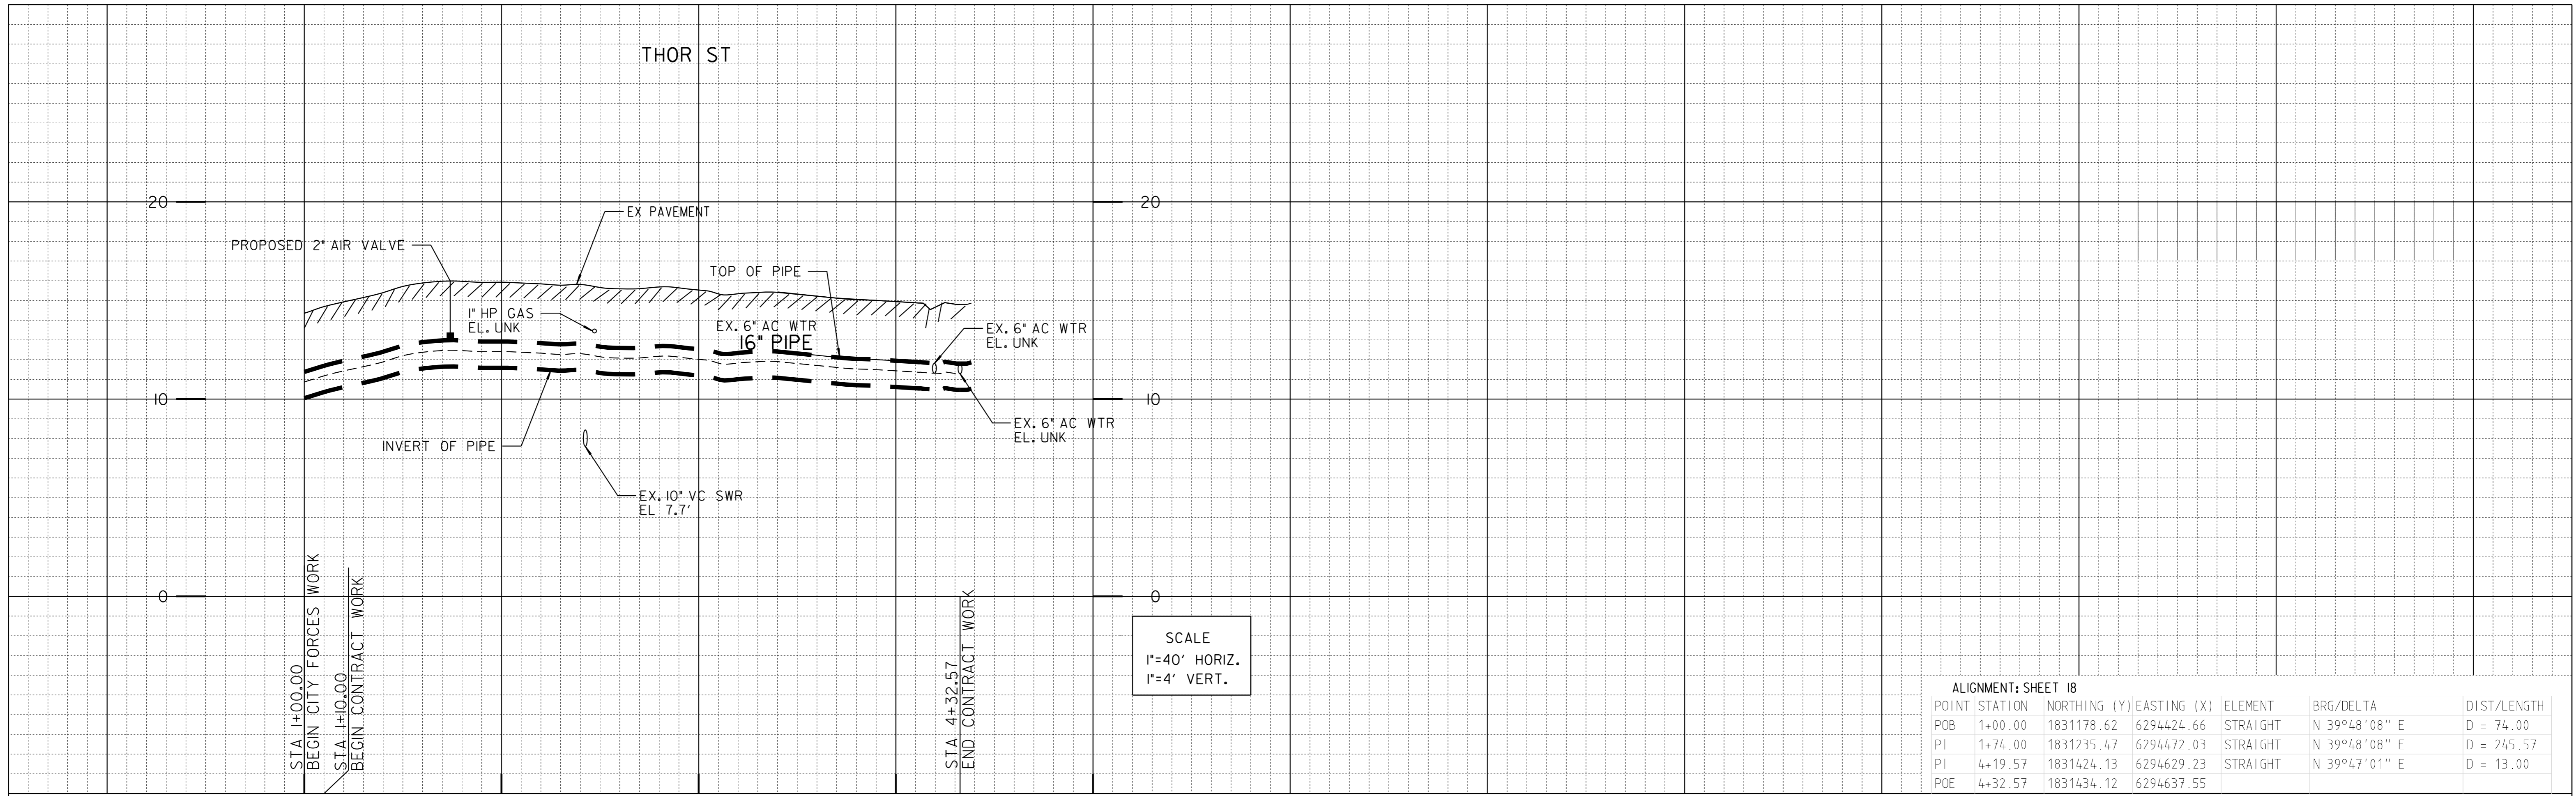 THOR ST
20
20
EX PAVEMENT
PROPOSED 2" AIR VALVE
TOP OF PIPE
1" HP GAS
EL. UNK
EX. 6" AC WTR
16" PIPE
EX. 6" AC WTR
EL. UNK
10
10
EX. 6" AC WTR
EL. UNK
INVERT OF PIPE
EX. 10" VC SWR
EL 7.7'
0
0
STA 1+00.00
BEGIN CITY FORCES WORK
STA 1+10.00
BEGIN CONTRACT WORK
STA 4+32.57
END CONTRACT WORK
SCALE
1"=40' HORIZ.
1"=4' VERT.
ALIGNMENT: SHEET 18
POINT STATION NORTHING (Y) EASTING (X) ELEMENT BRG/DELTA DIST/LENGTH
POB 1+00.00 1831178.62 6294424.66 STRAIGHT N 39°48'08" E D = 74.00
PI 1+74.00 1831235.47 6294472.03 STRAIGHT N 39°48'08" E D = 245.57
PI 4+19.57 1831424.13 6294629.23 STRAIGHT N 39°47'01" E D = 13.00
POE 4+32.57 1831434.12 6294637.55